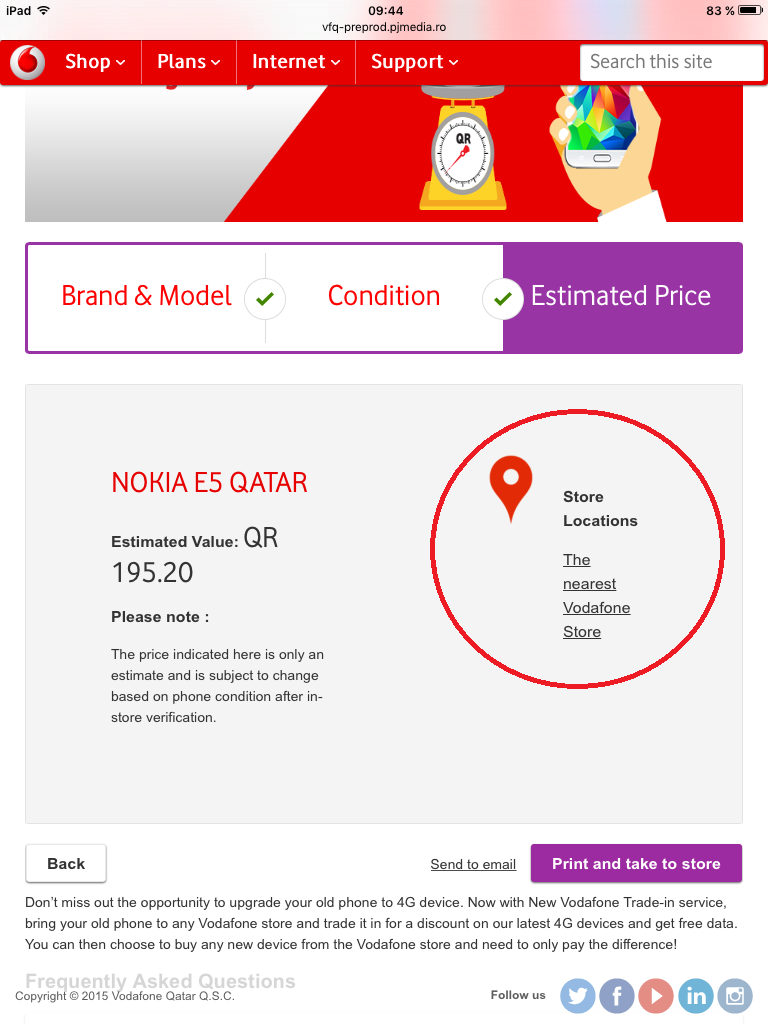 iPad 09:44 83 %
vfq-preprod.pjmedia.ro
Shop Plans Internet Support Search this site
QR
Brand & Model Condition Estimated Price
NOKIA E5 QATAR
Estimated Value: QR
195.20
Please note :
The price indicated here is only an
estimate and is subject to change
based on phone condition after in-
store verification.
Store
Locations
The
nearest
Vodafone
Store
Back Send to email Print and take to store
Don't miss out the opportunity to upgrade your old phone to 4G device. Now with New Vodafone Trade-in service,
bring your old phone to any Vodafone store and trade it in for a discount on our latest 4G devices and get free data.
You can then choose to buy any new device from the Vodafone store and need to only pay the difference!
Frequently Asked Questions
Copyright © 2015 Vodafone Qatar Q.S.C. Follow us